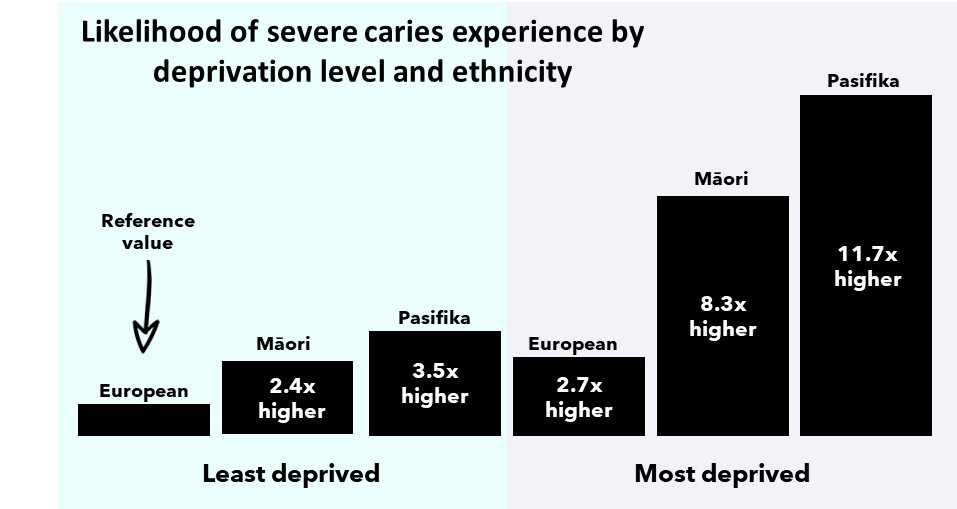 Likelihood of severe caries experience by
deprivation level and ethnicity
Reference
value
European
Māori
2.4x
higher
Pasifika
3.5x
higher
European
2.7x
higher
Māori
8.3x
higher
Pasifika
11.7x
higher
Least deprived
Most deprived